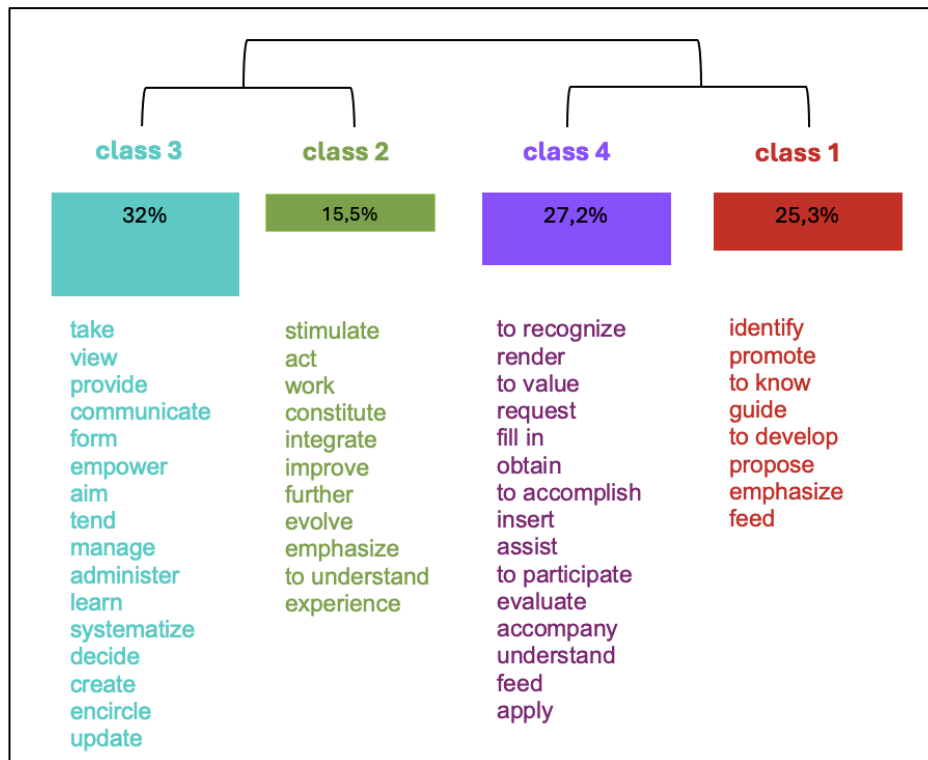 class 3
32%
take
view
provide
communicate
form
empower
aim
tend
manage
administer
learn
systematize
decide
create
encircle
update
class 2
15,5%
stimulate
act
work
constitute
integrate
improve
further
evolve
emphasize
to understand
experience
class 4
27,2%
to recognize
render
to value
request
fill in
obtain
to accomplish
insert
assist
to participate
evaluate
accompany
understand
feed
apply
class 1
25,3%
identify
promote
to know
guide
to develop
propose
emphasize
feed